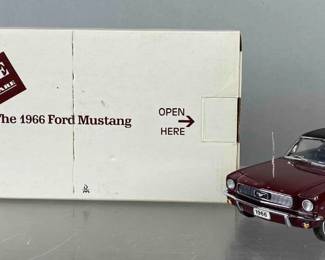 The 1966 Ford Mustang
OPEN
HERE
1966